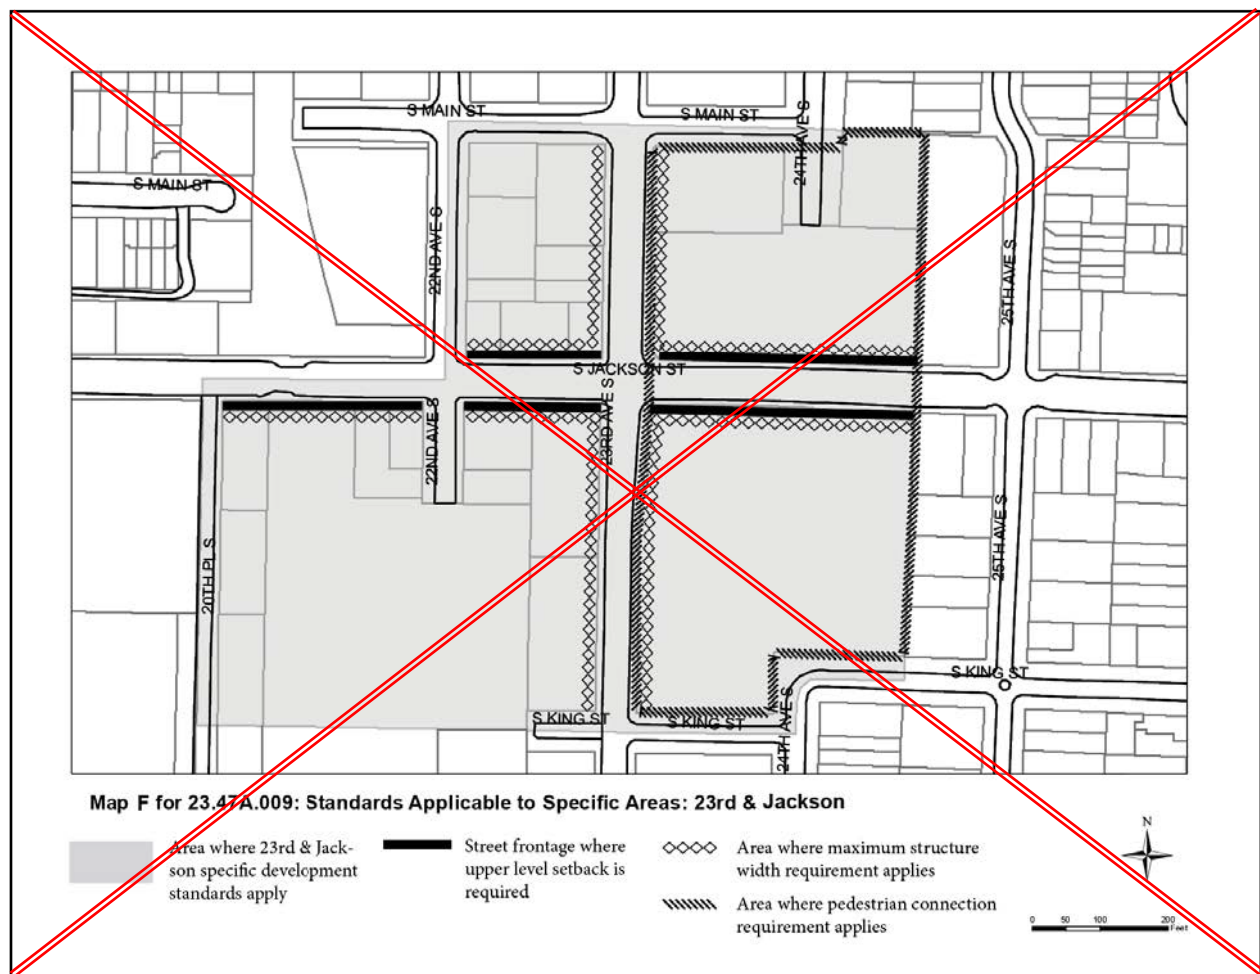 S MAIN ST
S MAIN ST
S MAIN ST
24TH AVE S
22ND AVE S
25TH AVE S
S JACKSON ST
22ND AVE S
23RD AVE S
20TH PL S
25TH AVE S
S KING ST
S KING ST
S KING ST
24TH AVE S
Map F for 23.47A.009: Standards Applicable to Specific Areas: 23rd & Jackson
Area where 23rd & Jack-
son specific development
standards apply
Street frontage where
upper level setback is
required
Area where maximum structure
width requirement applies
Area where pedestrian connection
requirement applies
N
0 50 100 200
Feet